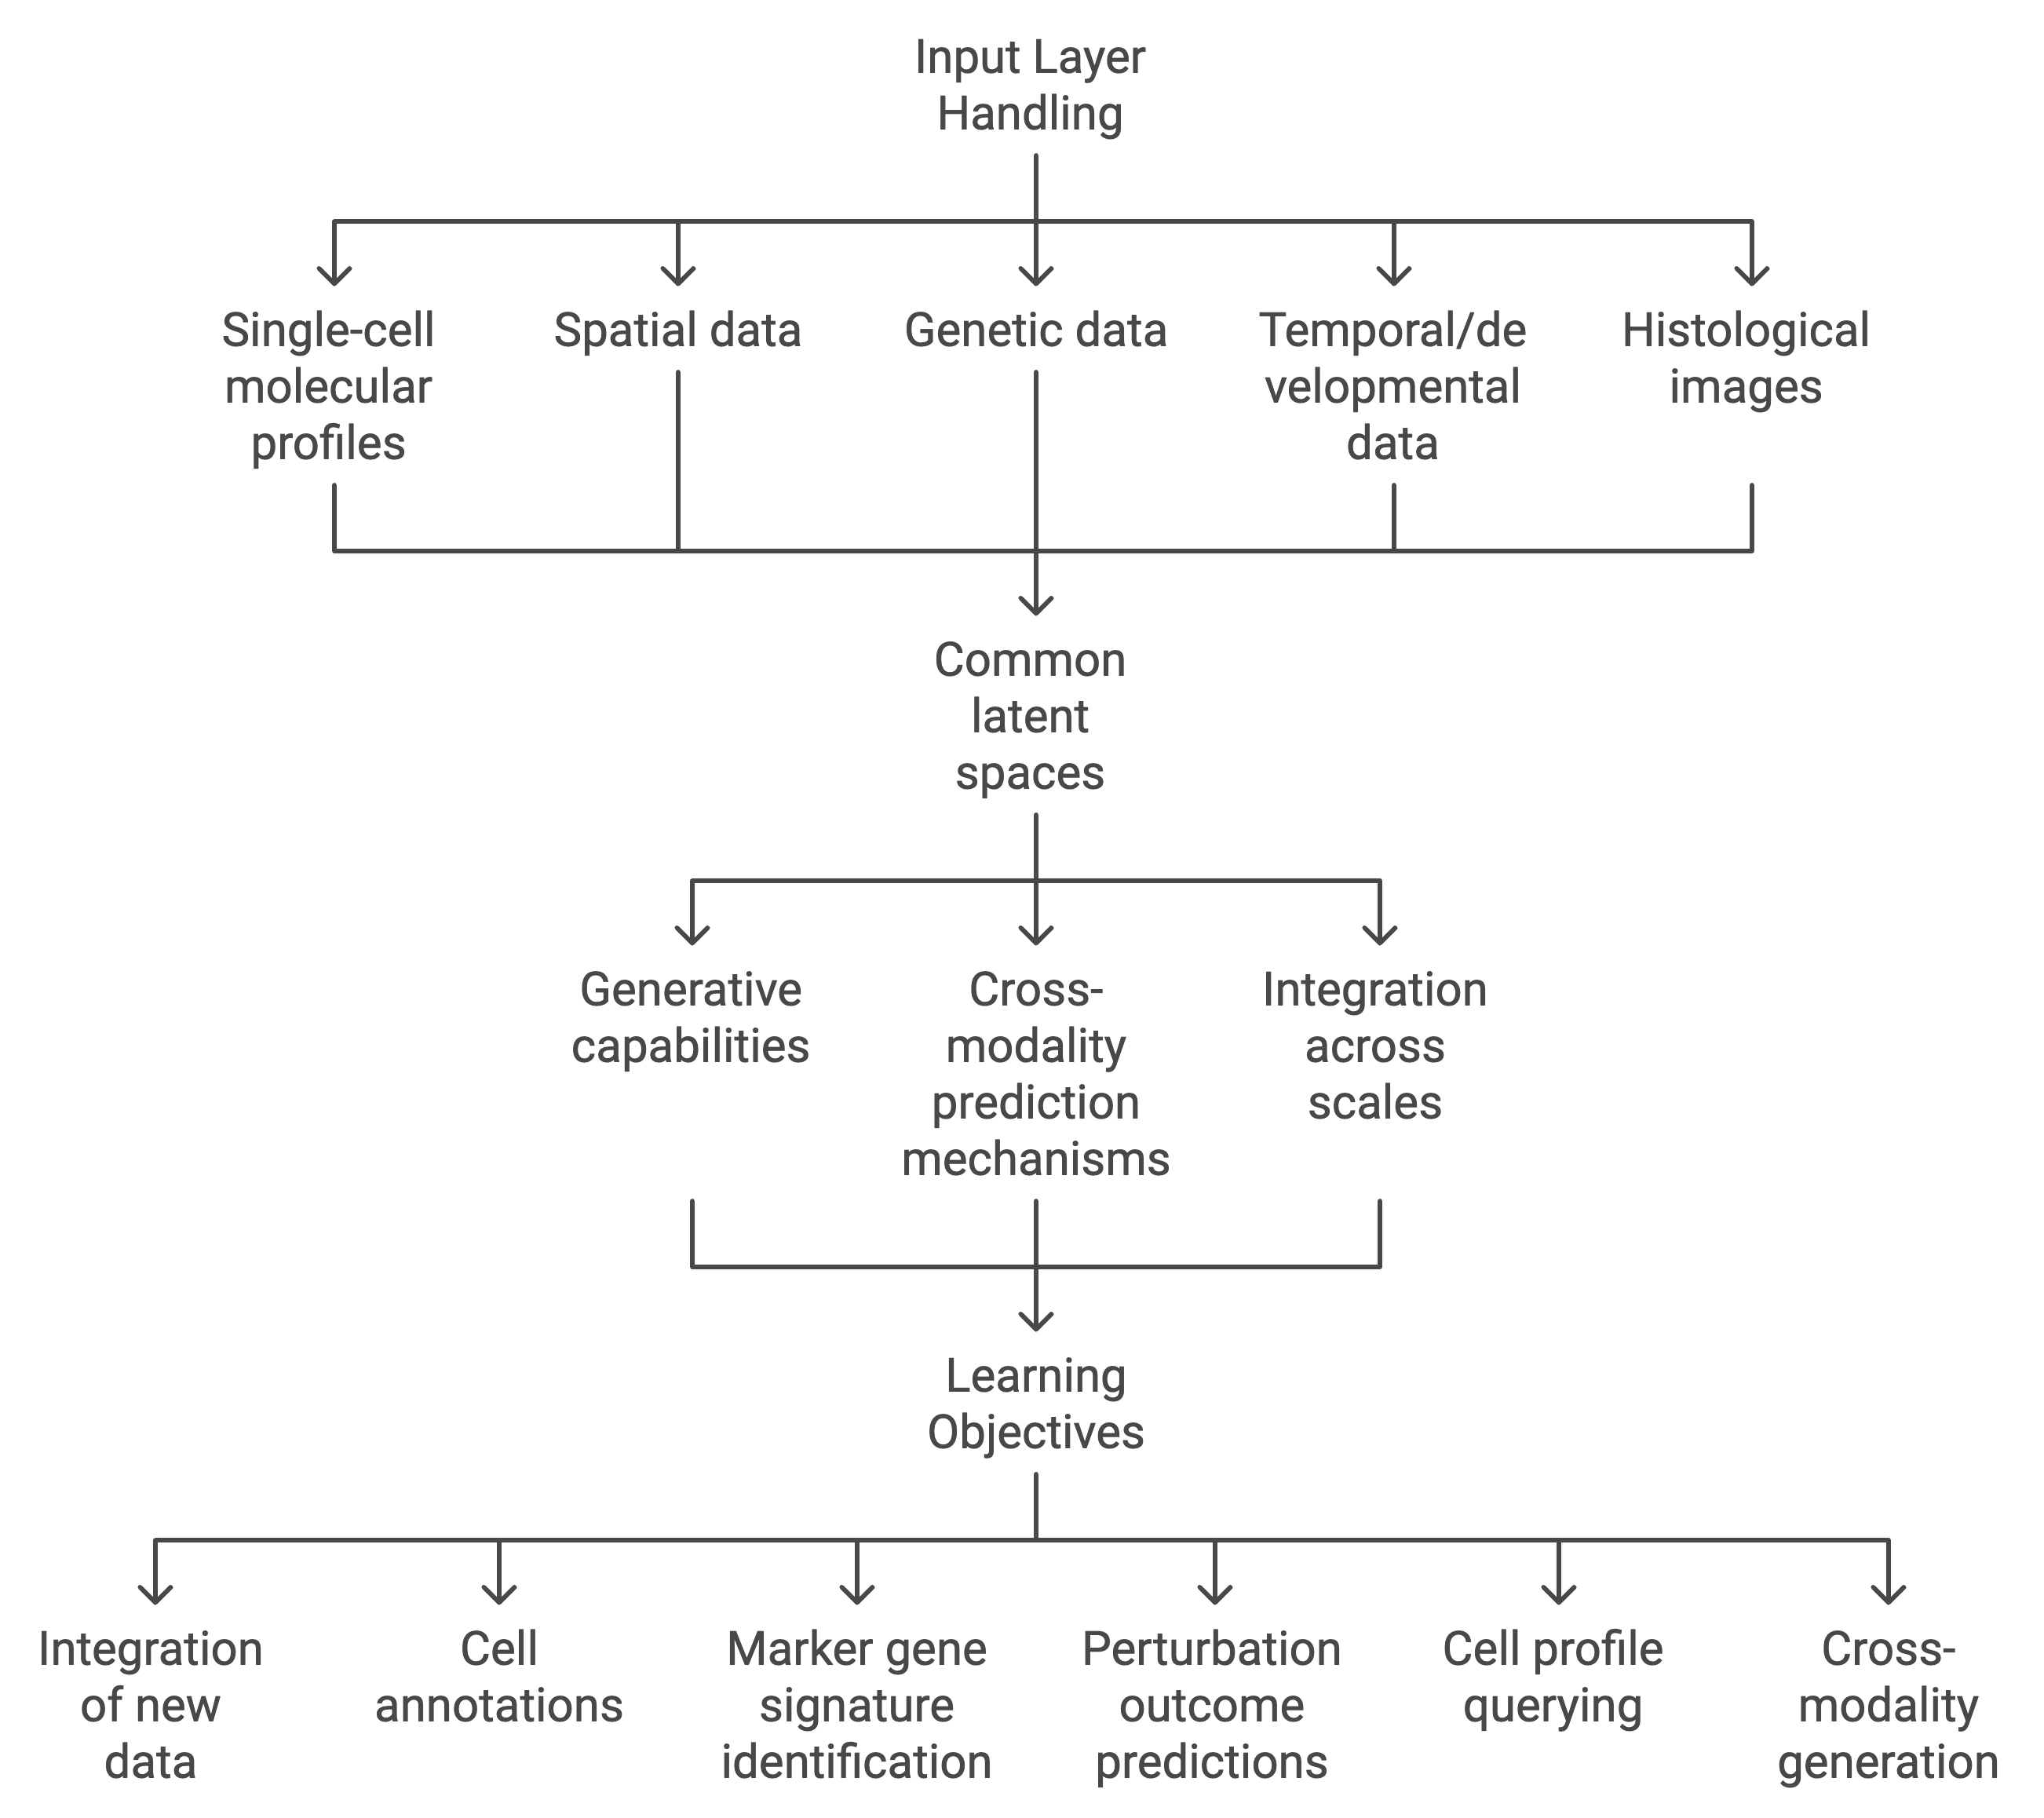 Input Layer
Handling
Single-cell
molecular
profiles
Spatial data
Genetic data
Temporal/de
velopmental
data
Histological
images
Common
latent
spaces
Generative
capabilities
Cross-
modality
prediction
mechanisms
Integration
across
scales
Learning
Objectives
Integration
of new
data
Cell
annotations
Marker gene
signature
identification
Perturbation
outcome
predictions
Cell profile
querying
Cross-
modality
generation